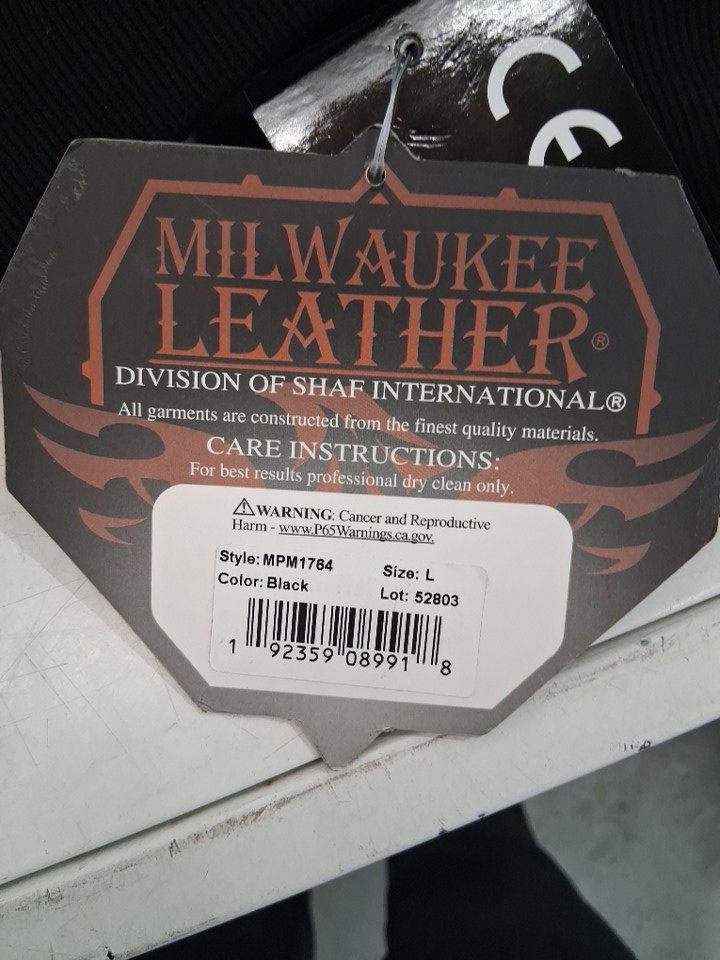 CE
MILWAUKEE
LEATHER®
DIVISION OF SHAF INTERNATIONAL®
All garments are constructed from the finest quality materials.
CARE INSTRUCTIONS:
For best results professional dry clean only.
⚠WARNING: Cancer and Reproductive
Harm - www.P65Warnings.ca.gov.
Style: MPM1764 Size: L
Color: Black Lot: 52803
1 92359 08991 8